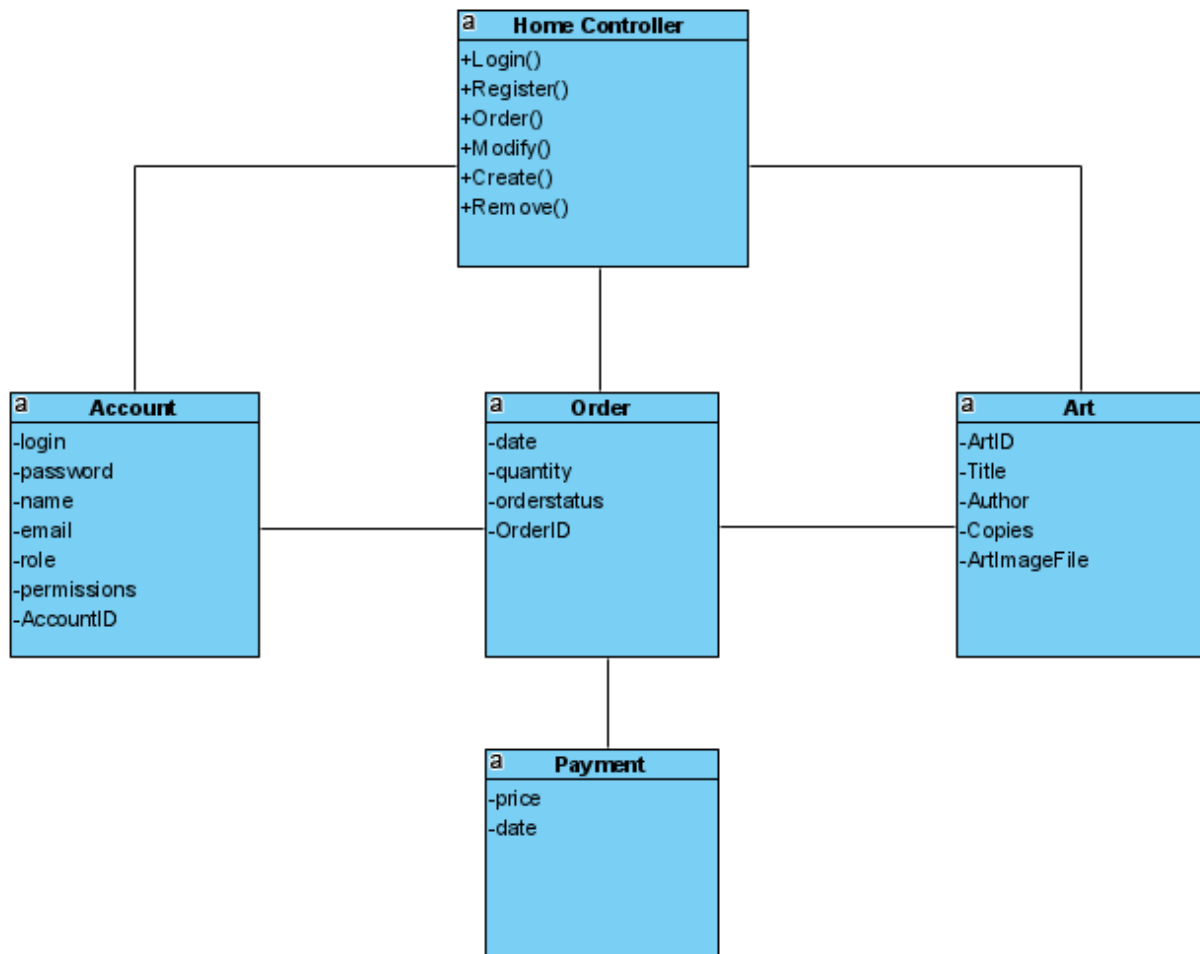 a Home Controller
+Login()
+Register()
+Order()
+Modify()
+Create()
+Remove()
a Account
-login
-password
-name
-email
-role
-permissions
-AccountID
a Order
-date
-quantity
-orderstatus
-OrderID
a Art
-ArtID
-Title
-Author
-Copies
-ArtImageFile
a Payment
-price
-date